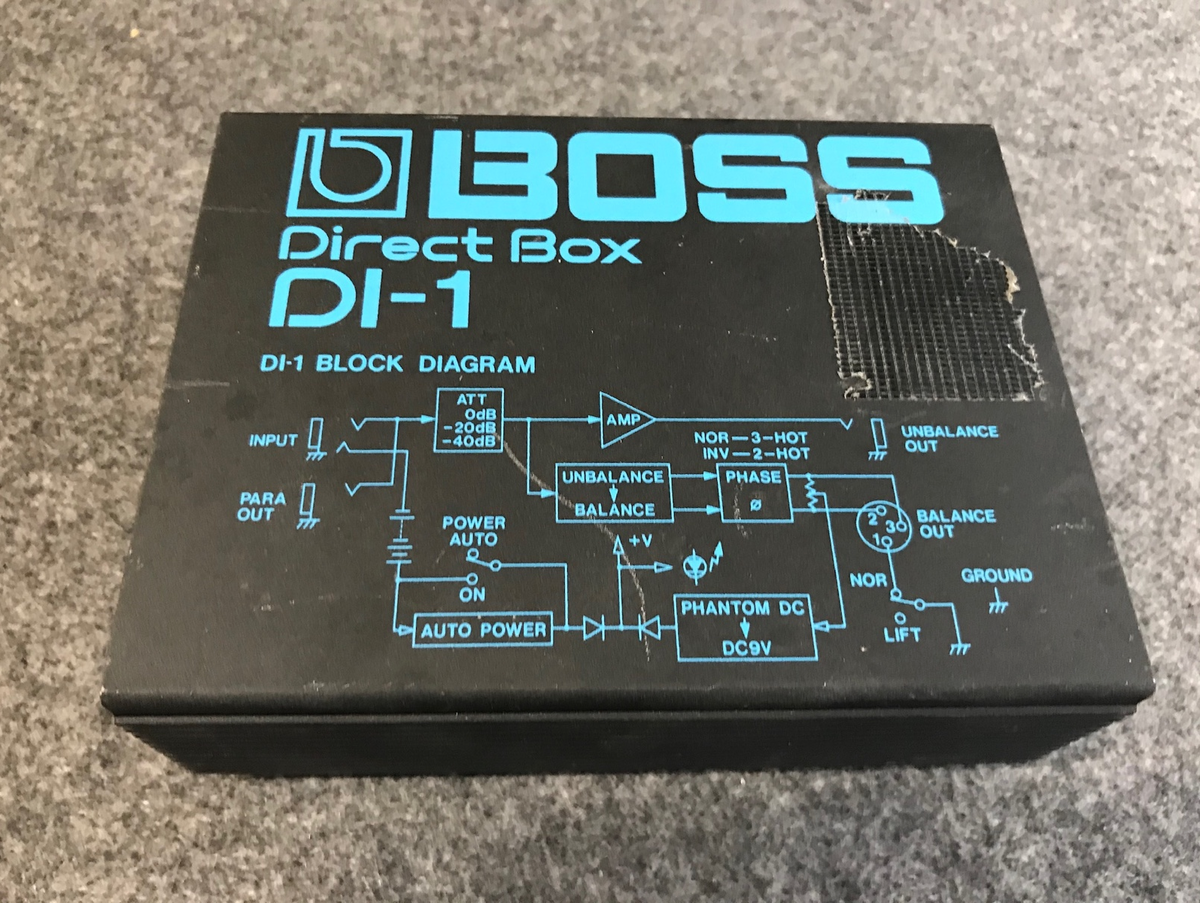 BOSS
Direct Box
DI-1
DI-1 BLOCK DIAGRAM
ATT
0dB
-20dB
-40dB
AMP
INPUT
NOR—3-HOT
INV—2-HOT
UNBALANCE
OUT
PARA
OUT
UNBALANCE
BALANCE
PHASE
ø
2
3
1
BALANCE
OUT
POWER
AUTO
ON
+V
NOR
GROUND
LIFT
AUTO POWER
PHANTOM DC
DC9V